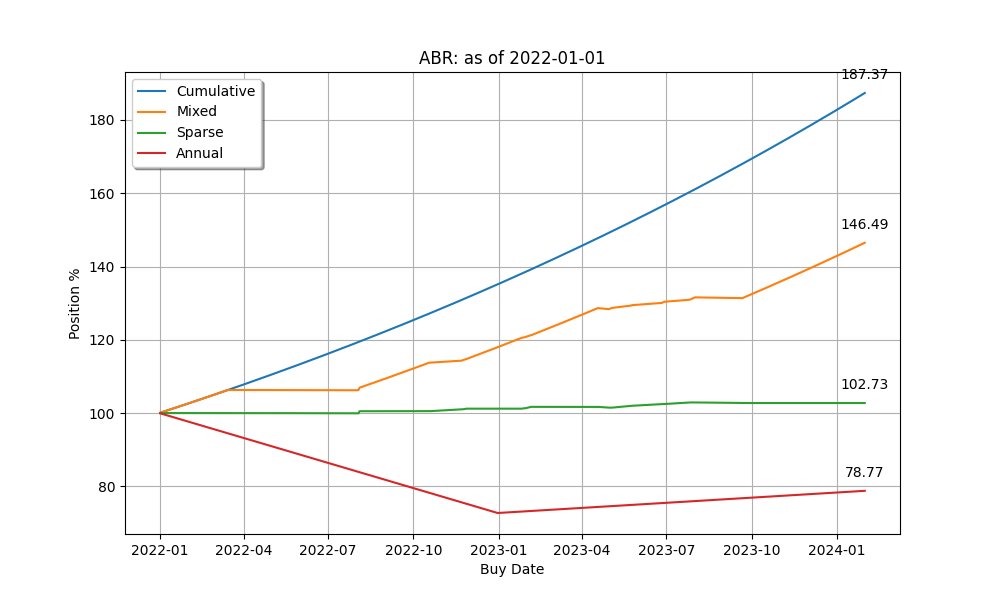 ABR: as of 2022-01-01
187.37
Cumulative
Mixed
Sparse
Annual
180
160
146.49
140
120
102.73
100
78.77
80
Position %
2022-01 2022-04 2022-07 2022-10 2023-01 2023-04 2023-07 2023-10 2024-01
Buy Date